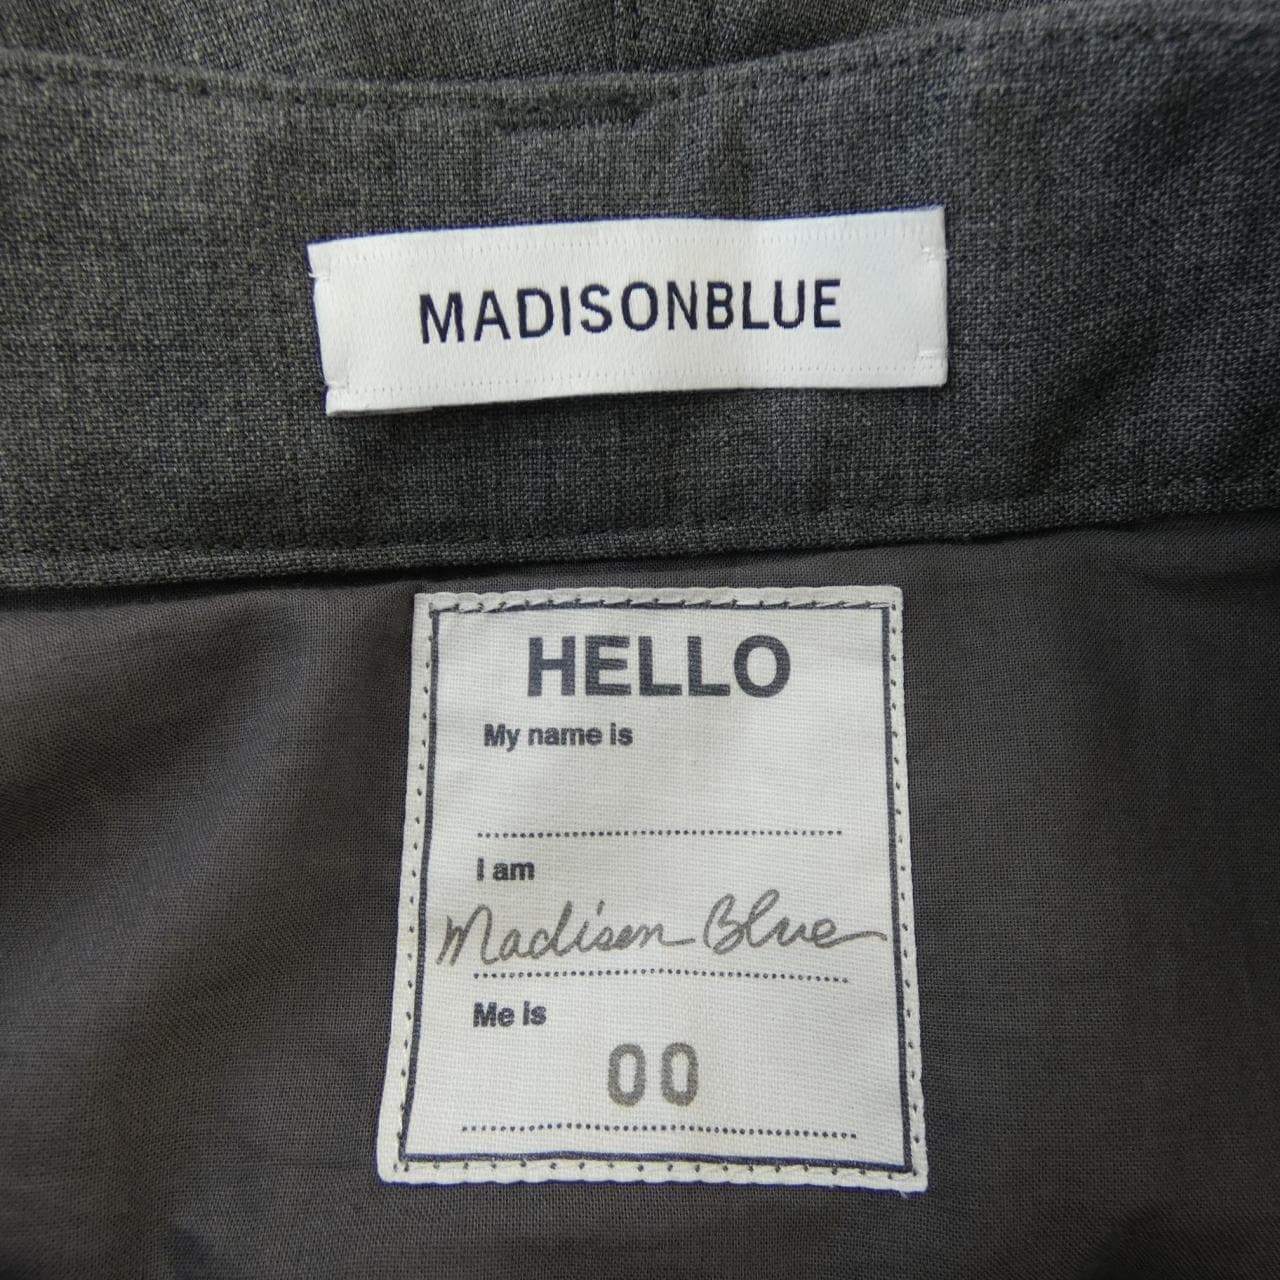 MADISONBLUE
HELLO
My name is
I am
Madison Blue
Me is
00